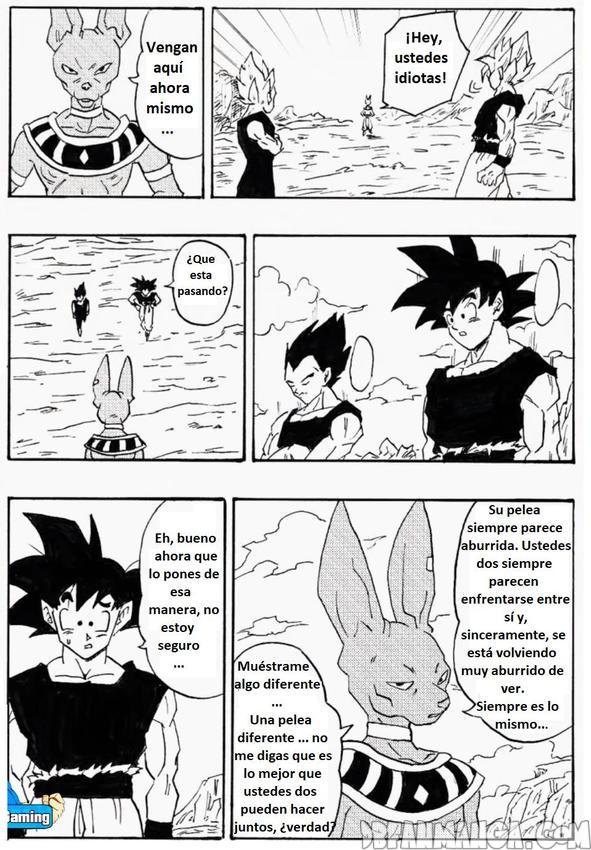 ¡Hey,
ustedes
idiotas!
Vengan
aquí
ahora
mismo
...
¿Que
esta
pasando?
Su pelea
siempre parece
aburrida. Ustedes
dos siempre
parecen
enfrentarse entre
sí y,
sinceramente, se
está volviendo
muy aburrido de
ver.
Siempre es lo
mismo...
Muéstrame
algo diferente
...
Una pelea
diferente ... no
me digas que es
lo mejor que
ustedes dos
pueden hacer
juntos, ¿verdad?
Eh, bueno
ahora que
lo pones de
esa
manera, no
estoy
seguro
...
Gaming
DBFANMANGA.COM